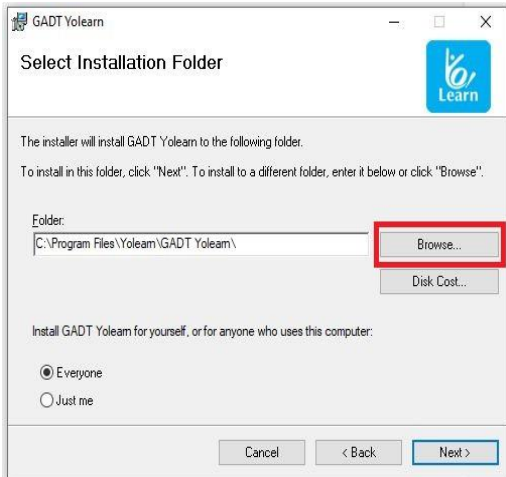 GADT Yolearn
Select Installation Folder
YO
Learn
The installer will install GADT Yolearn to the following folder.
To install in this folder, click "Next". To install to a different folder, enter it below or click "Browse".
Folder:
C:\Program Files\Yolearn\GADT Yolearn\
Browse...
Disk Cost...
Install GADT Yolearn for yourself, or for anyone who uses this computer:
Everyone
Just me
Cancel
< Back
Next >